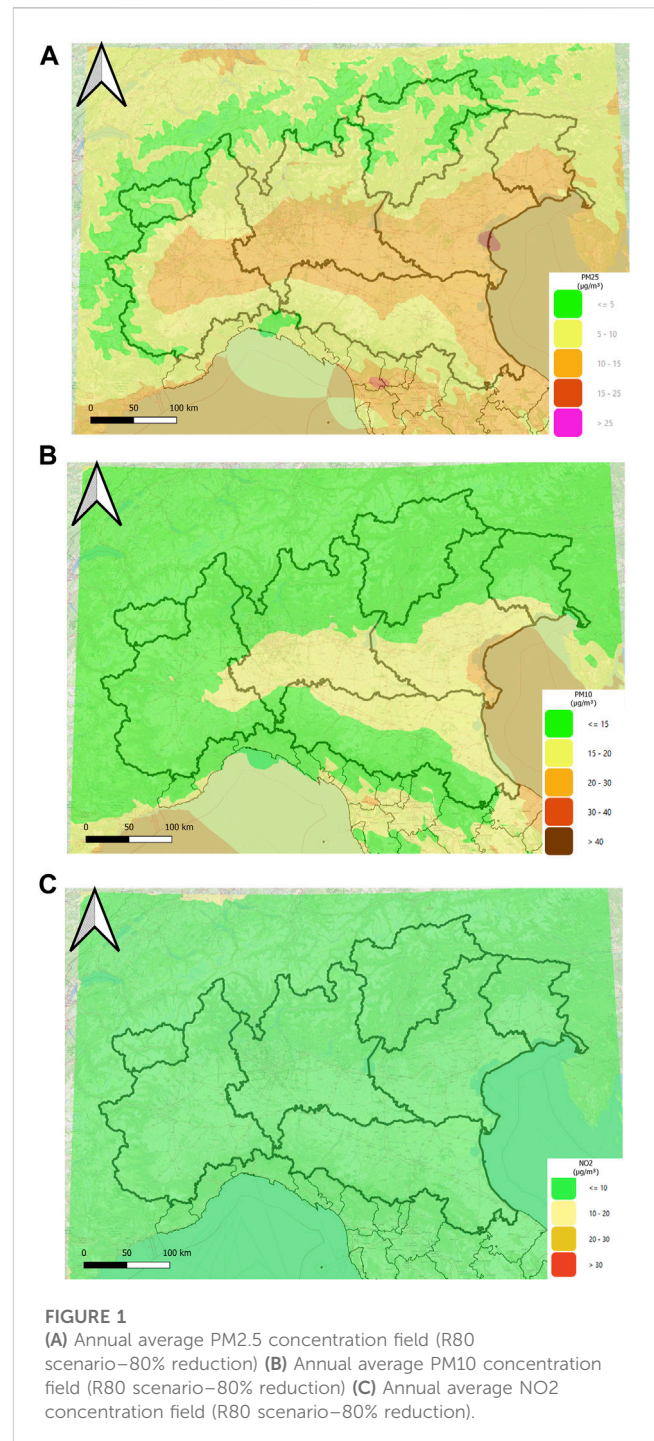 A
PM25
(µg/m³)
<= 5
5 - 10
10 - 15
15 - 25
> 25
0 50 100 km
B
PM10
(µg/m³)
<= 15
15 - 20
20 - 30
30 - 40
> 40
0 50 100 km
C
NO2
(µg/m³)
<= 10
10 - 20
20 - 30
> 30
0 50 100 km
FIGURE 1
(A) Annual average PM2.5 concentration field (R80
scenario–80% reduction) (B) Annual average PM10 concentration
field (R80 scenario–80% reduction) (C) Annual average NO2
concentration field (R80 scenario–80% reduction).